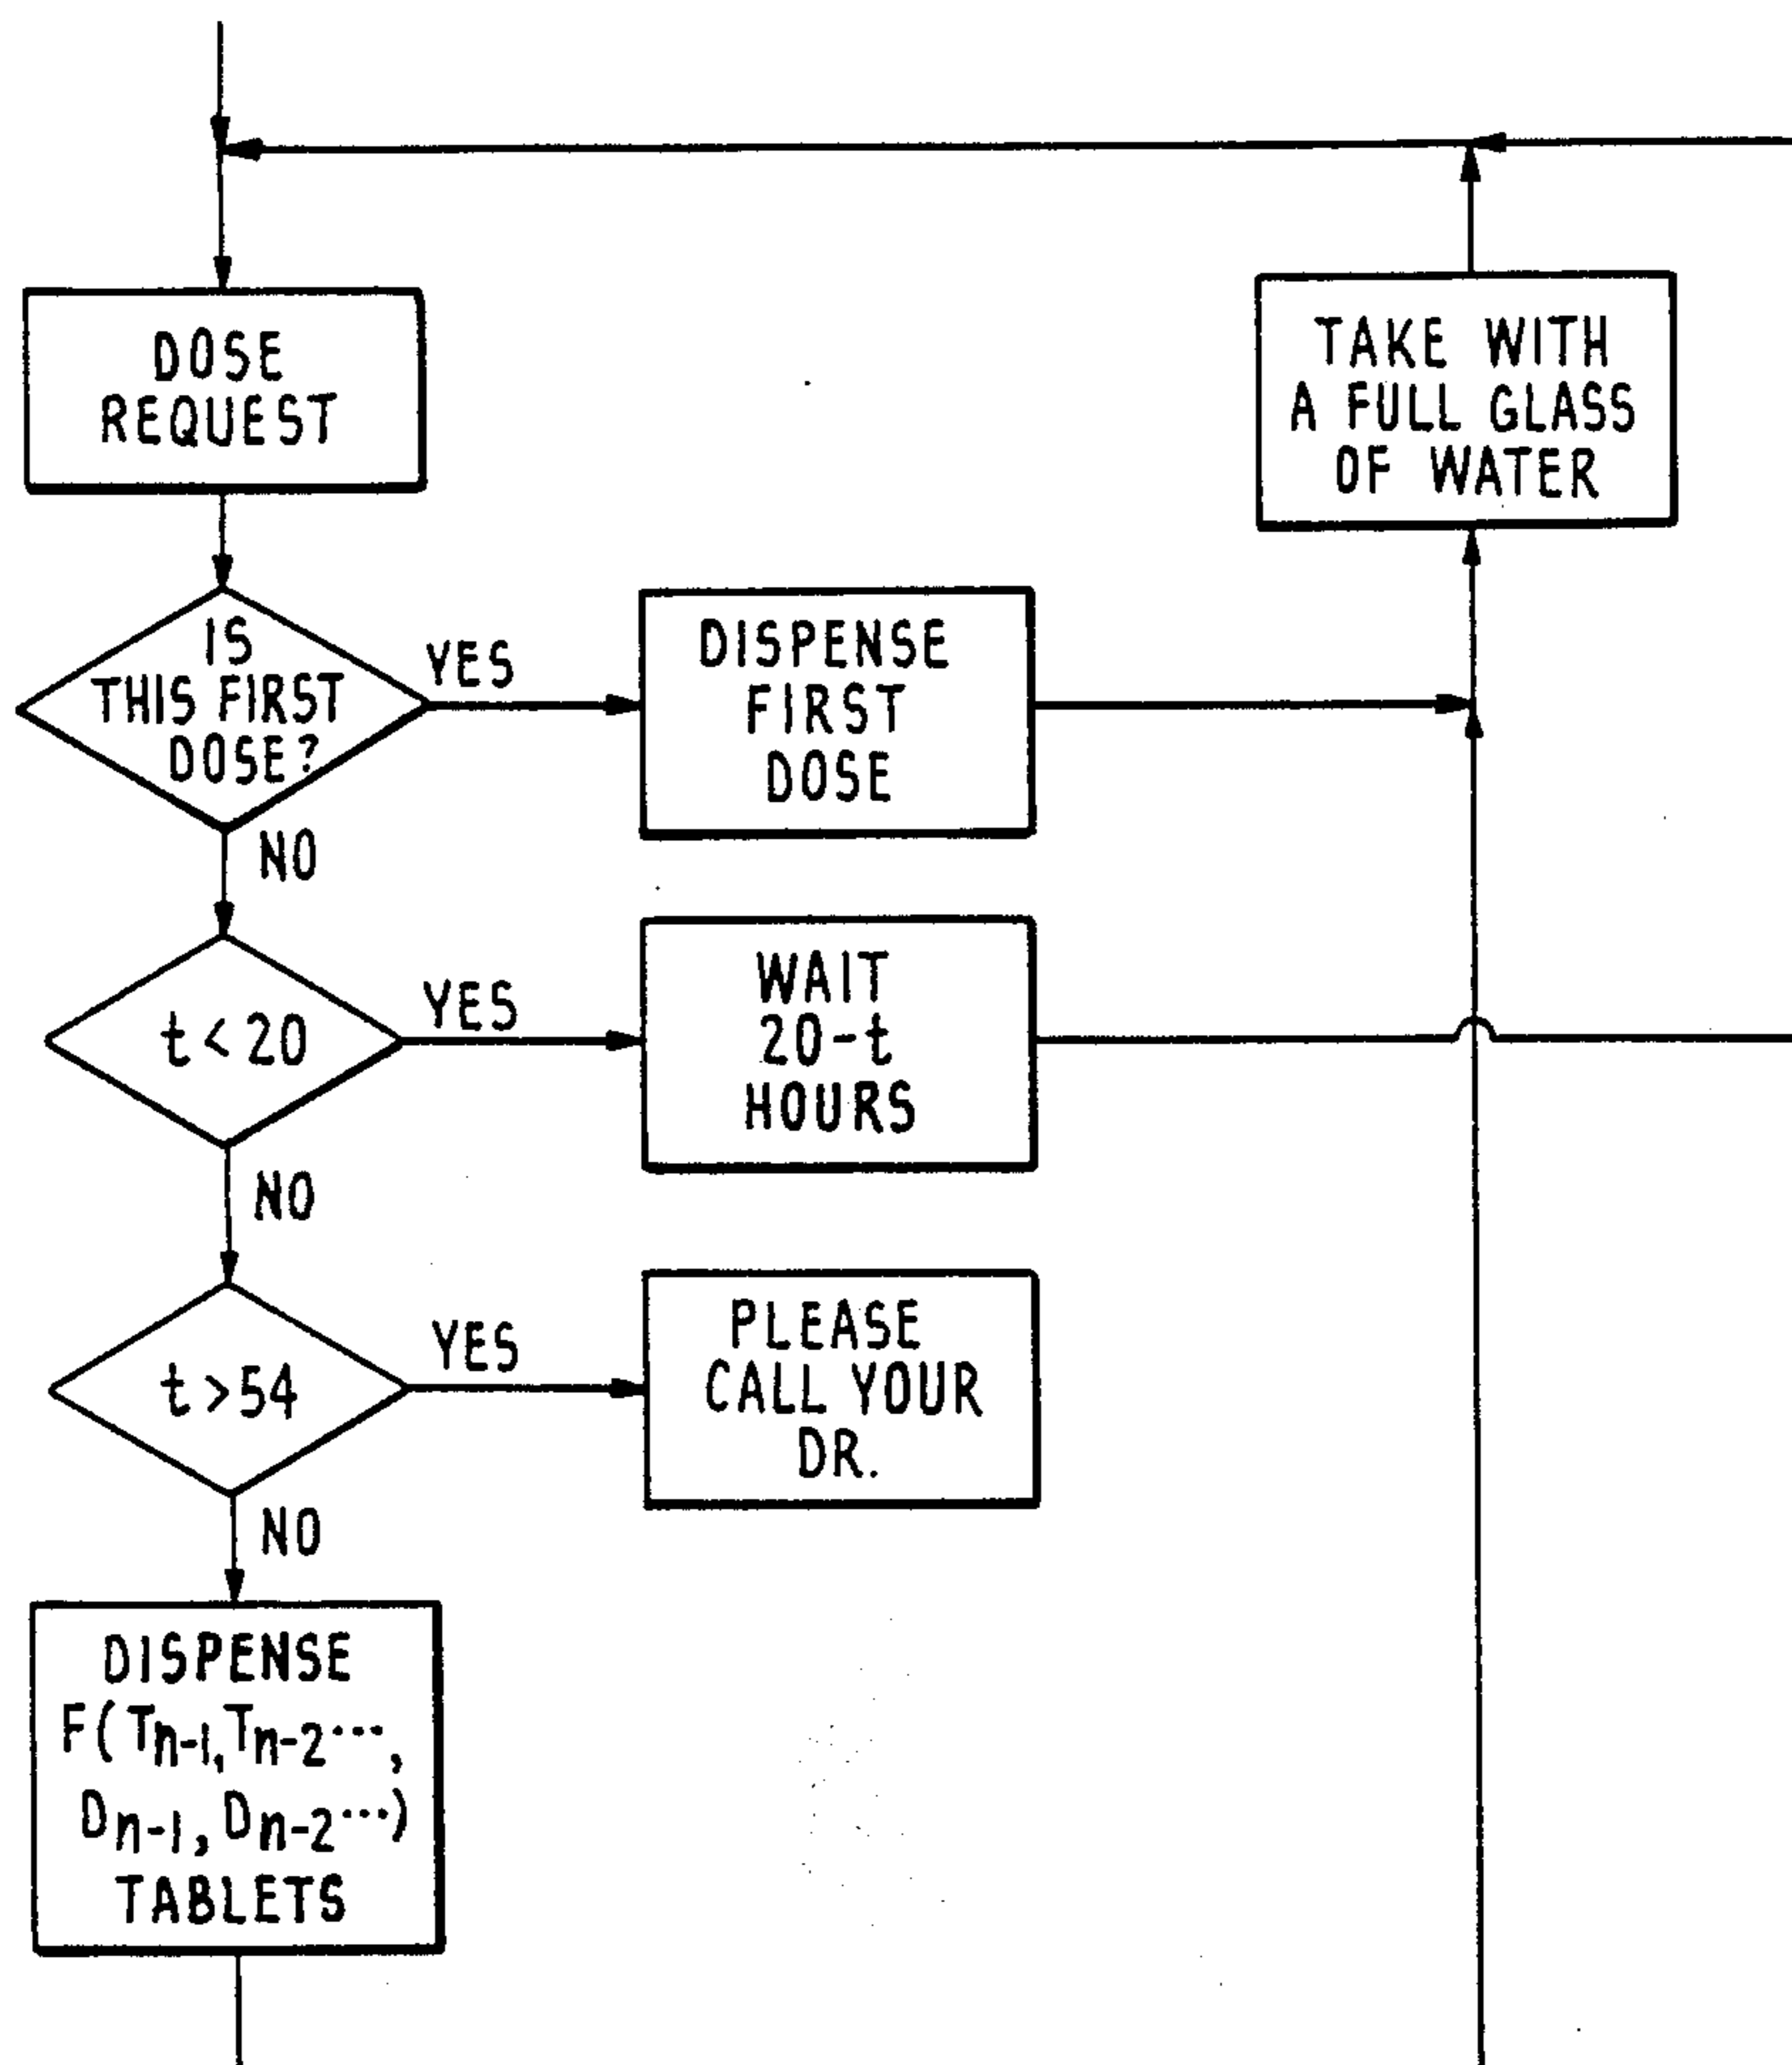 DOSE
REQUEST
TAKE WITH
A FULL GLASS
OF WATER
IS
THIS FIRST
DOSE?
YES
DISPENSE
FIRST
DOSE
NO
t < 20
YES
WAIT
20-t
HOURS
NO
t > 54
YES
PLEASE
CALL YOUR
DR.
NO
DISPENSE
F(Tn-1,Tn-2...,
Dn-1, Dn-2...)
TABLETS